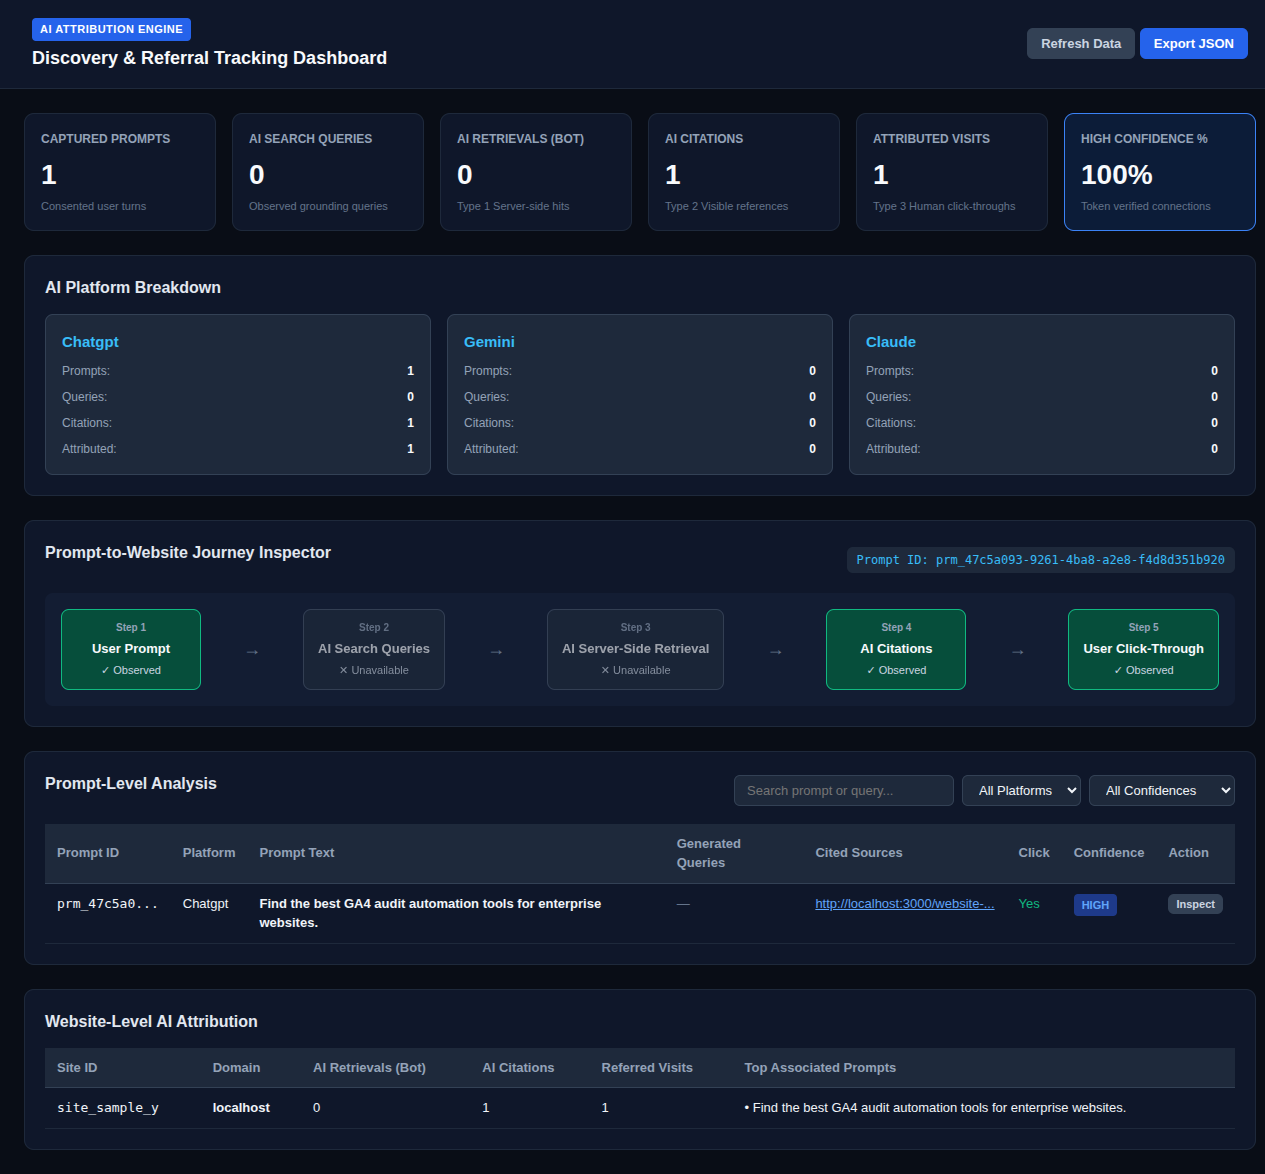 AI ATTRIBUTION ENGINE
Discovery & Referral Tracking Dashboard
Refresh Data
Export JSON
CAPTURED PROMPTS
1
Consented user turns
AI SEARCH QUERIES
0
Observed grounding queries
AI RETRIEVALS (BOT)
0
Type 1 Server-side hits
AI CITATIONS
1
Type 2 Visible references
ATTRIBUTED VISITS
1
Type 3 Human click-throughs
HIGH CONFIDENCE %
100%
Token verified connections
AI Platform Breakdown
Chatgpt
Prompts: 1
Queries: 0
Citations: 1
Attributed: 1
Gemini
Prompts: 0
Queries: 0
Citations: 0
Attributed: 0
Claude
Prompts: 0
Queries: 0
Citations: 0
Attributed: 0
Prompt-to-Website Journey Inspector
Prompt ID: prm_47c5a093-9261-4ba8-a2e8-f4d8d351b920
Step 1
User Prompt
✓ Observed
→
Step 2
AI Search Queries
✕ Unavailable
→
Step 3
AI Server-Side Retrieval
✕ Unavailable
→
Step 4
AI Citations
✓ Observed
→
Step 5
User Click-Through
✓ Observed
Prompt-Level Analysis
Search prompt or query...
All Platforms
All Confidences
Prompt ID
Platform
Prompt Text
Generated
Queries
Cited Sources
Click
Confidence
Action
prm_47c5a0...
Chatgpt
Find the best GA4 audit automation tools for enterprise
websites.
—
http://localhost:3000/website-...
Yes
HIGH
Inspect
Website-Level AI Attribution
Site ID
Domain
AI Retrievals (Bot)
AI Citations
Referred Visits
Top Associated Prompts
site_sample_y
localhost
0
1
1
• Find the best GA4 audit automation tools for enterprise websites.